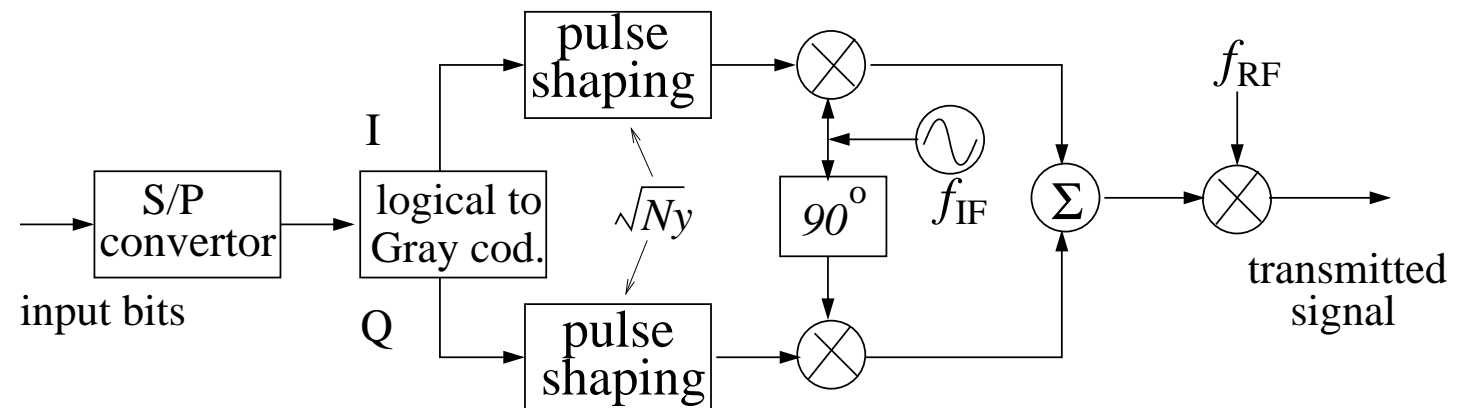 pulse
shaping
f_RF
I
S/P
convertor
logical to
Gray cod.
√Ny
90°
f_IF
Σ
input bits
Q
pulse
shaping
transmitted
signal